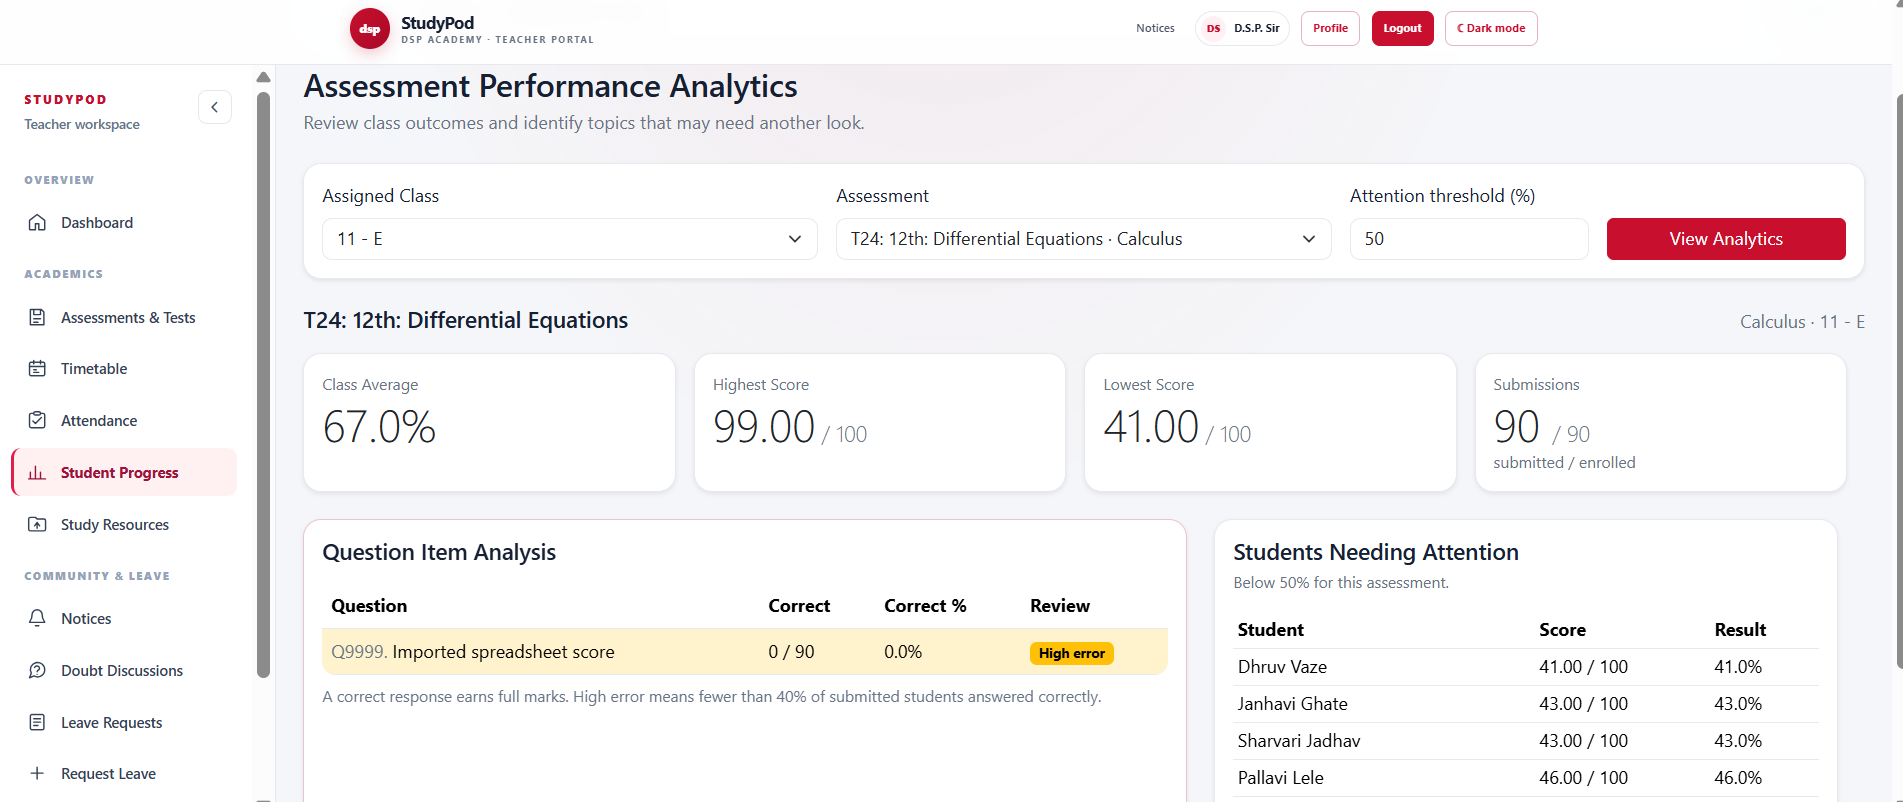 dsp
StudyPod
DSP ACADEMY · TEACHER PORTAL
Notices
DS D.S.P. Sir
Profile
Logout
☾ Dark mode
STUDYPOD
Teacher workspace
OVERVIEW
Dashboard
ACADEMICS
Assessments & Tests
Timetable
Attendance
Student Progress
Study Resources
COMMUNITY & LEAVE
Notices
Doubt Discussions
Leave Requests
Request Leave
Assessment Performance Analytics
Review class outcomes and identify topics that may need another look.
Assigned Class
11 - E
Assessment
T24: 12th: Differential Equations · Calculus
Attention threshold (%)
50
View Analytics
T24: 12th: Differential Equations
Calculus · 11 - E
Class Average
67.0%
Highest Score
99.00 / 100
Lowest Score
41.00 / 100
Submissions
90 / 90
submitted / enrolled
Question Item Analysis
Question Correct Correct % Review
Q9999. Imported spreadsheet score 0 / 90 0.0% High error
A correct response earns full marks. High error means fewer than 40% of submitted students answered correctly.
Students Needing Attention
Below 50% for this assessment.
Student Score Result
Dhruv Vaze 41.00 / 100 41.0%
Janhavi Ghate 43.00 / 100 43.0%
Sharvari Jadhav 43.00 / 100 43.0%
Pallavi Lele 46.00 / 100 46.0%